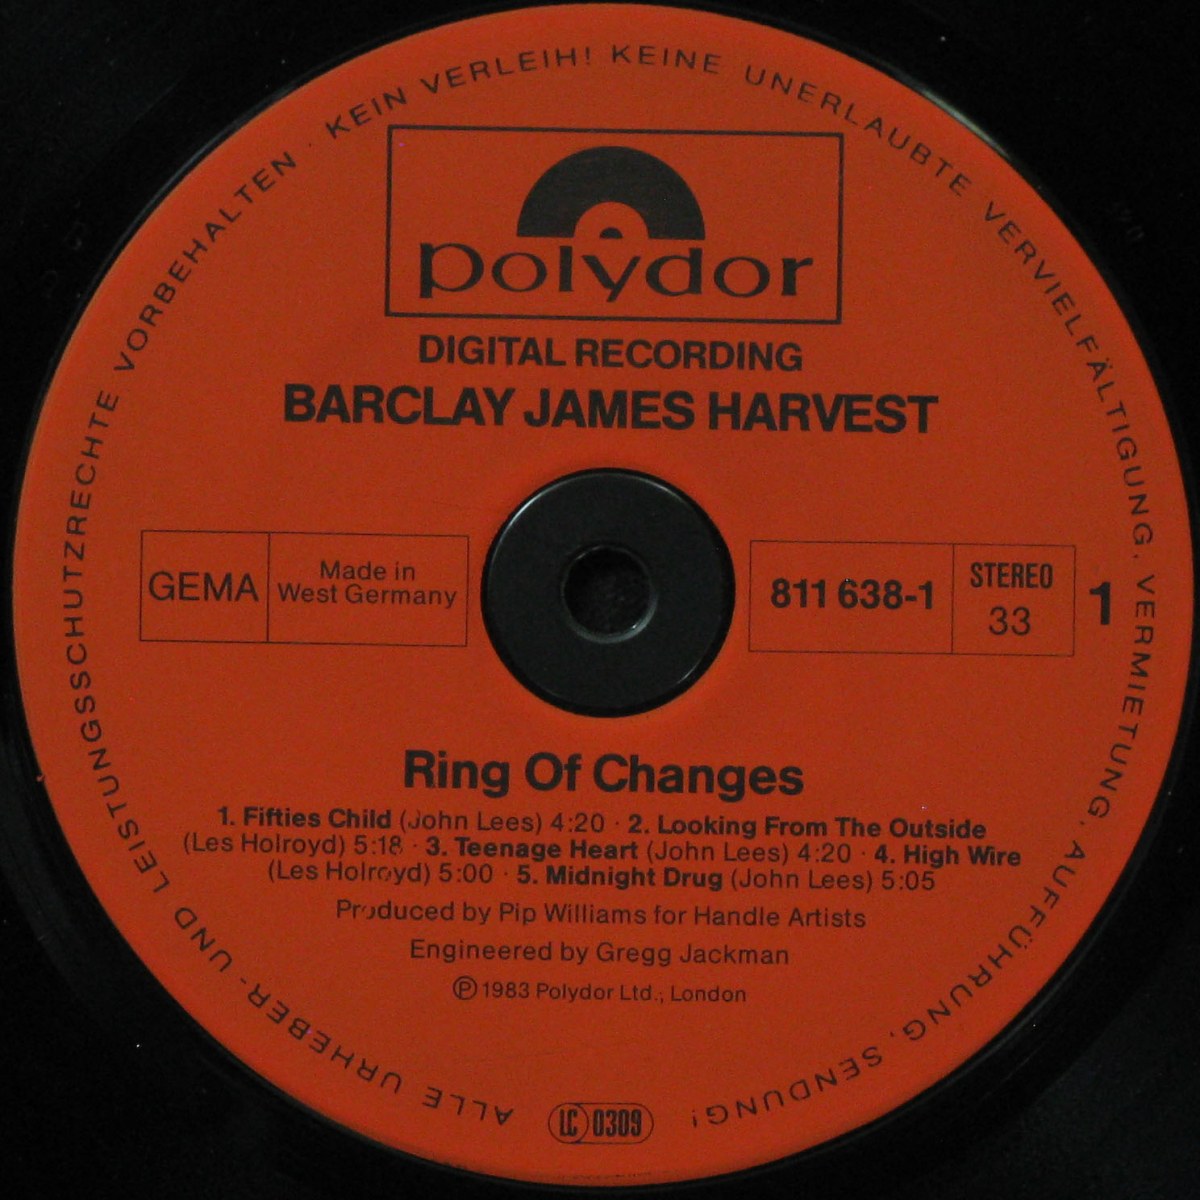 ALLE URHEBER- UND LEISTUNGSSCHUTZRECHTE VORBEHALTEN · KEIN VERLEIH! KEINE UNERLAUBTE VERVIELFÄLTIGUNG, VERMIETUNG, AUFFÜHRUNG, SENDUNG!
polydor
DIGITAL RECORDING
BARCLAY JAMES HARVEST
GEMA
Made in
West Germany
811 638-1
STEREO
33
1
Ring Of Changes
1. Fifties Child (John Lees) 4:20 · 2. Looking From The Outside
(Les Holroyd) 5:18 · 3. Teenage Heart (John Lees) 4:20 · 4. High Wire
(Les Holroyd) 5:00 · 5. Midnight Drug (John Lees) 5:05
Produced by Pip Williams for Handle Artists
Engineered by Gregg Jackman
℗ 1983 Polydor Ltd., London
LC 0309